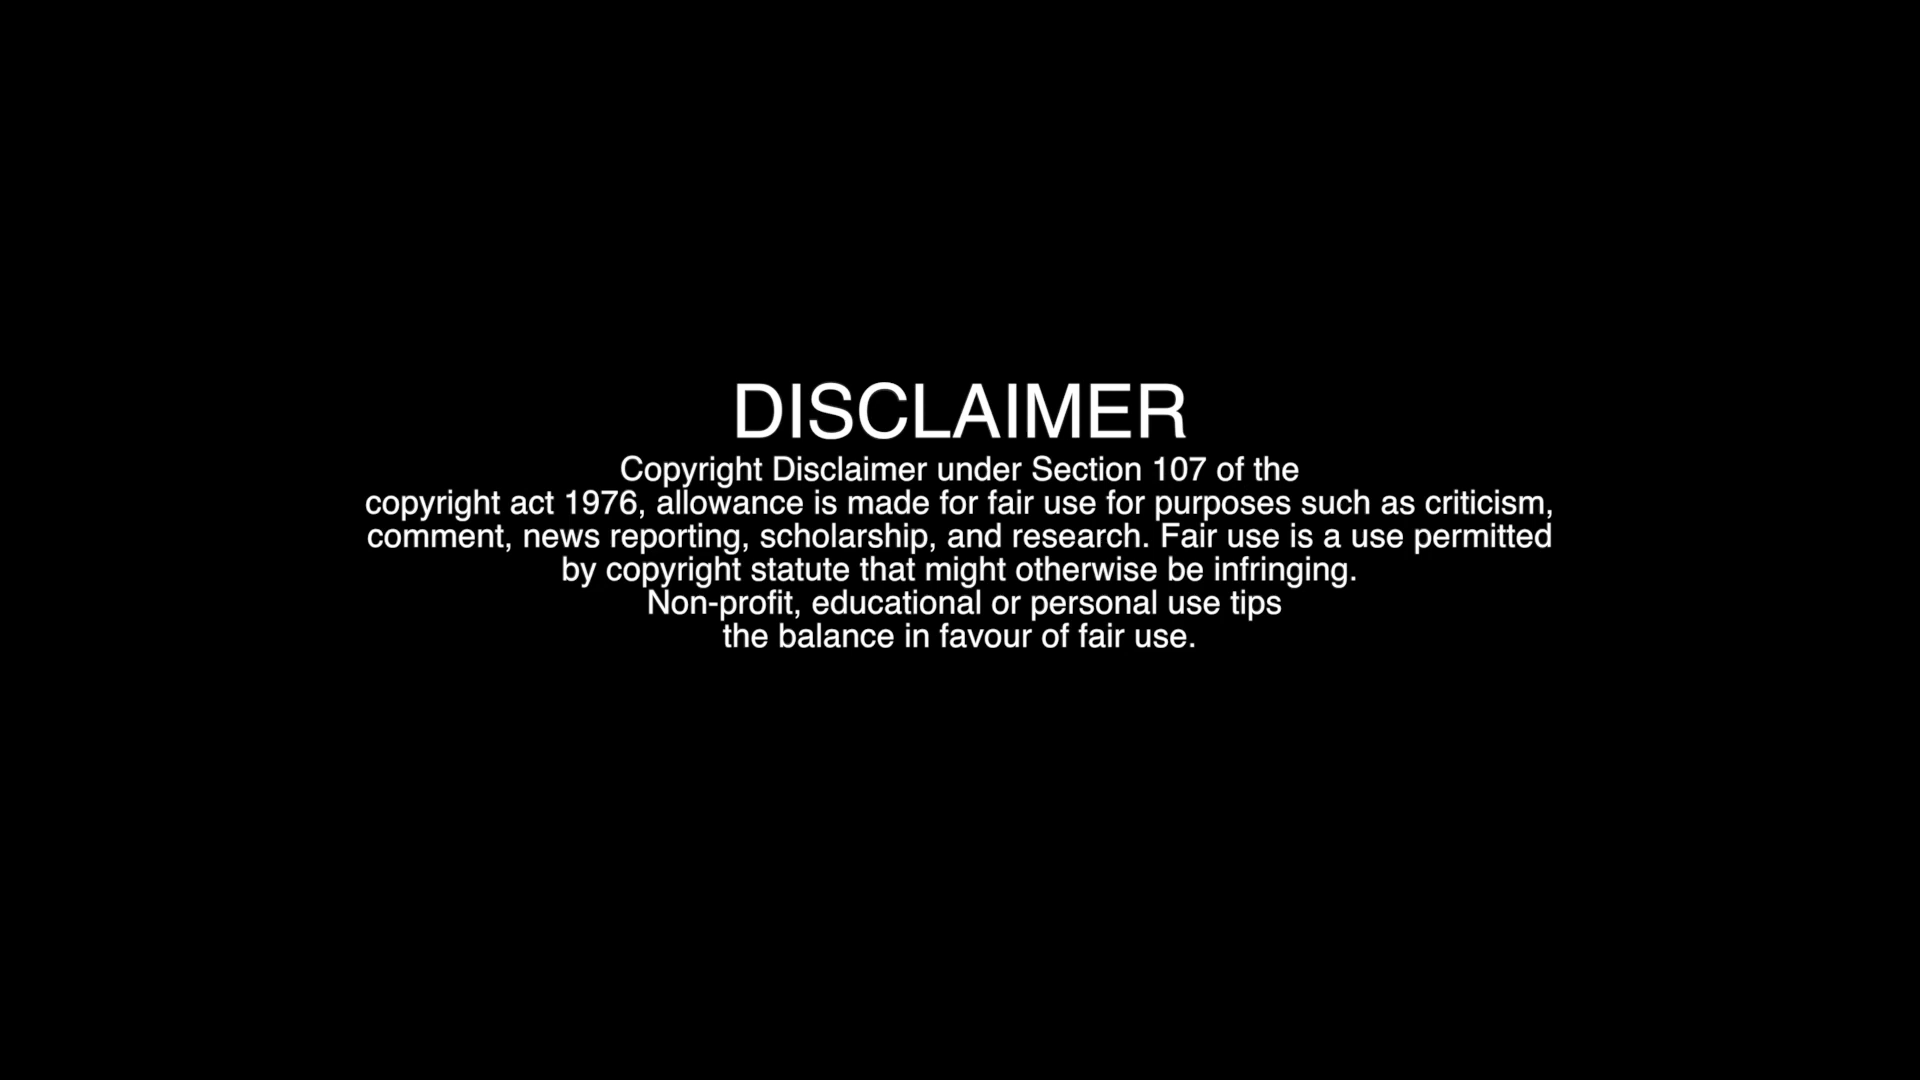 DISCLAIMER
Copyright Disclaimer under Section 107 of the
copyright act 1976, allowance is made for fair use for purposes such as criticism,
comment, news reporting, scholarship, and research. Fair use is a use permitted
by copyright statute that might otherwise be infringing.
Non-profit, educational or personal use tips
the balance in favour of fair use.